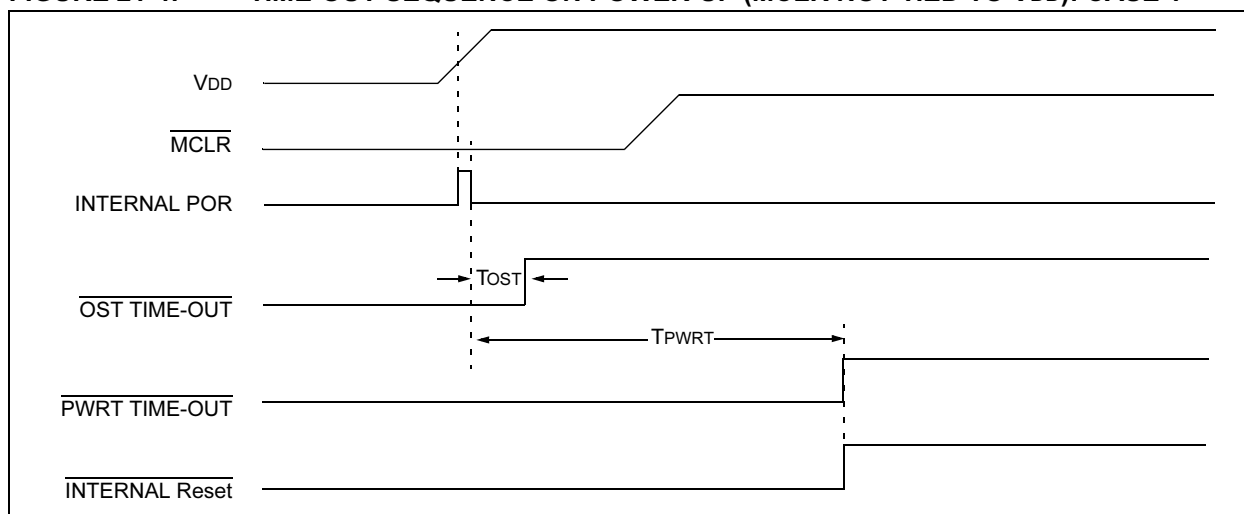 VDD
MCLR
INTERNAL POR
TOST
OST TIME-OUT
TPWRT
PWRT TIME-OUT
INTERNAL Reset